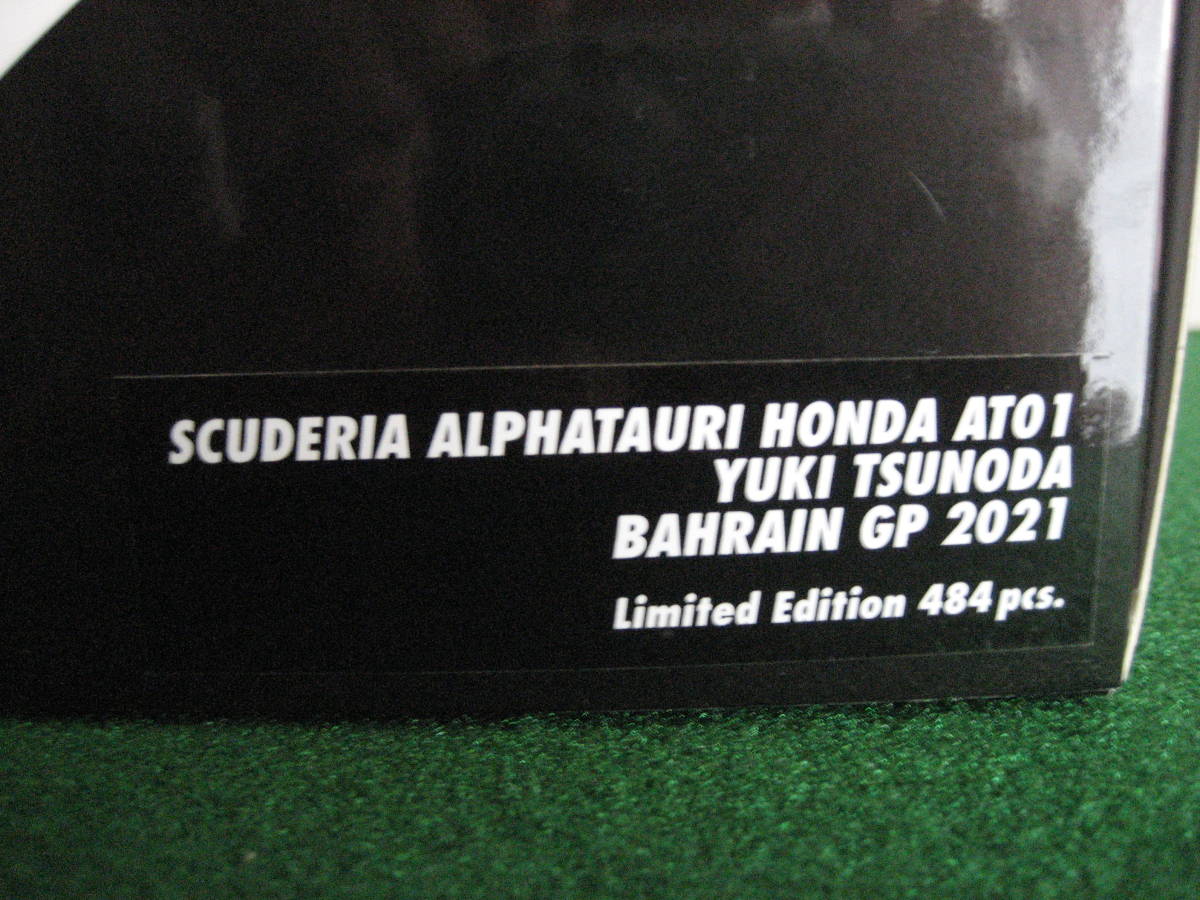 SCUDERIA ALPHATAURI HONDA AT01
YUKI TSUNODA
BAHRAIN GP 2021
Limited Edition 484 pcs.